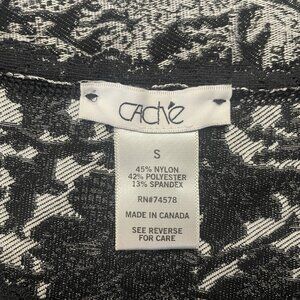 CAChé
S
45% NYLON
42% POLYESTER
13% SPANDEX
RN#74578
MADE IN CANADA
SEE REVERSE
FOR CARE